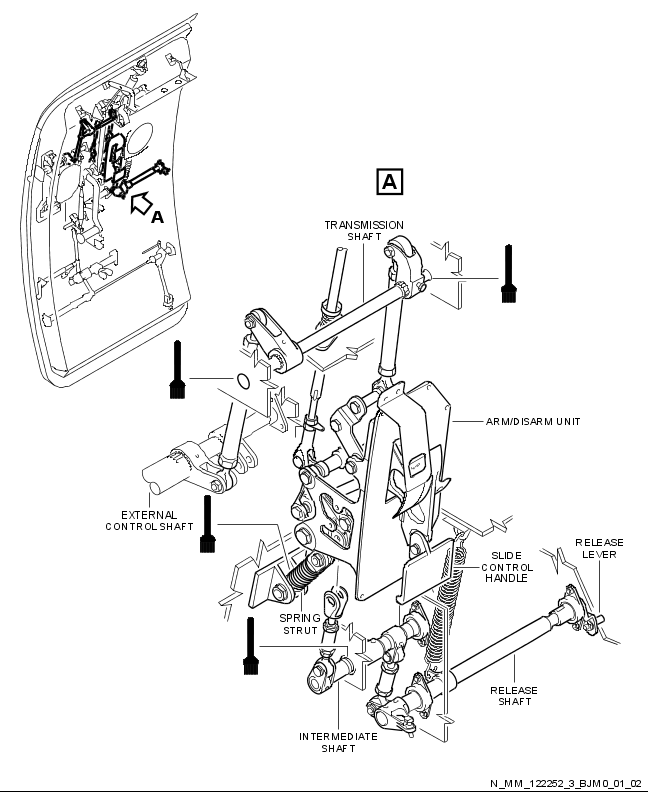 A
A
TRANSMISSION
SHAFT
ARM/DISARM UNIT
EXTERNAL
CONTROL SHAFT
RELEASE
LEVER
SLIDE
CONTROL
HANDLE
SPRING
STRUT
RELEASE
SHAFT
INTERMEDIATE
SHAFT
N_MM_122252_3_BJM0_01_02